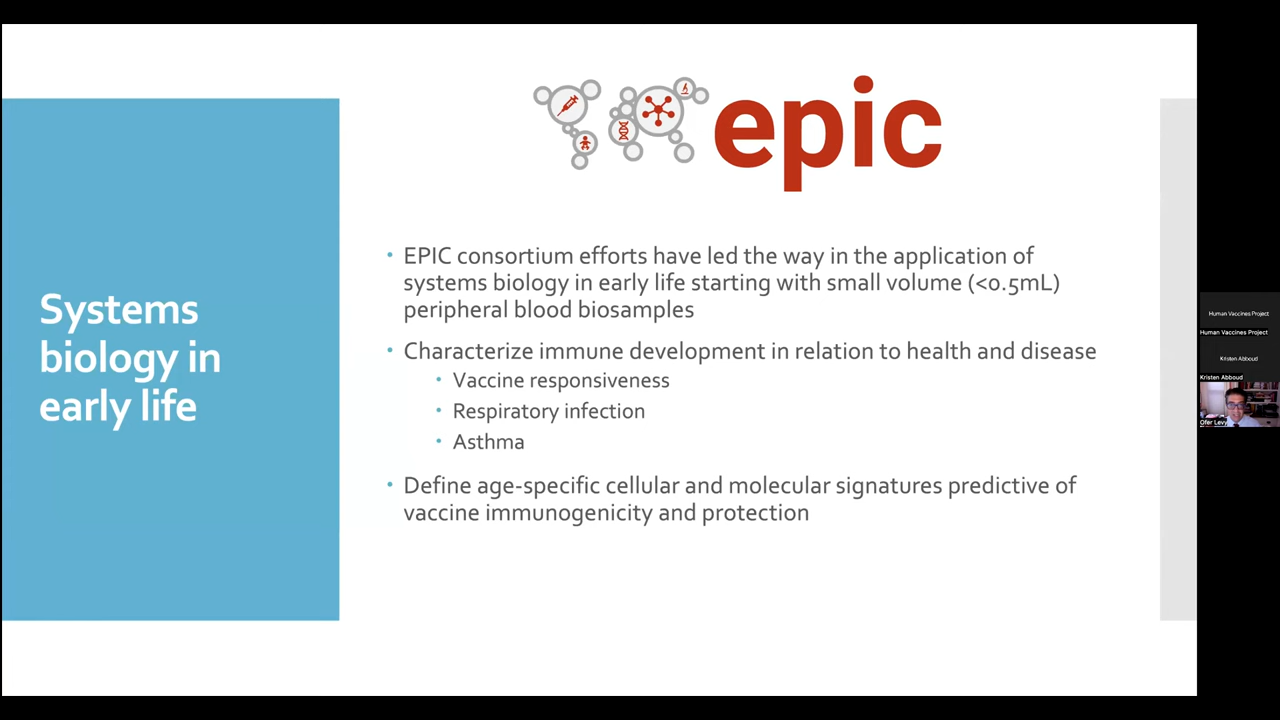 epic
Systems
biology in
early life
• EPIC consortium efforts have led the way in the application of
systems biology in early life starting with small volume (<0.5mL)
peripheral blood biosamples
• Characterize immune development in relation to health and disease
• Vaccine responsiveness
• Respiratory infection
• Asthma
• Define age-specific cellular and molecular signatures predictive of
vaccine immunogenicity and protection
Human Vaccines Project
Human Vaccines Project
Kristen Abboud
Kristen Abboud
Ofer Levy